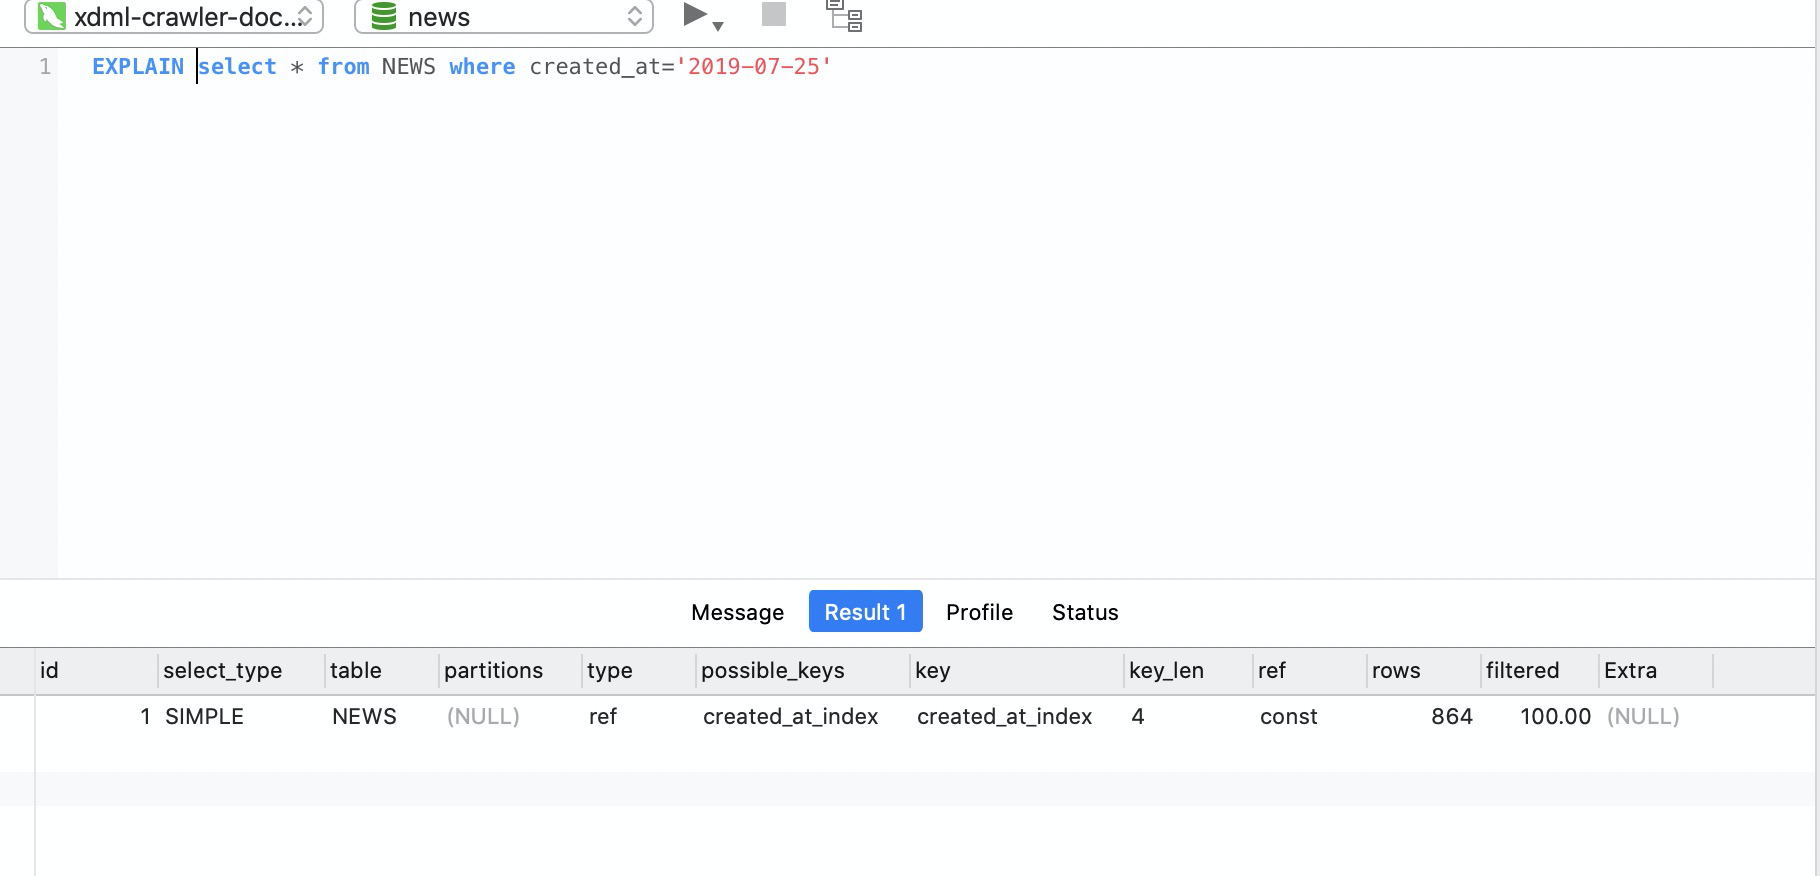 xdml-crawler-doc... news
1 EXPLAIN select * from NEWS where created_at='2019-07-25'
Message Result 1 Profile Status
id select_type table partitions type possible_keys key key_len ref rows filtered Extra
1 SIMPLE NEWS (NULL) ref created_at_index created_at_index 4 const 864 100.00 (NULL)